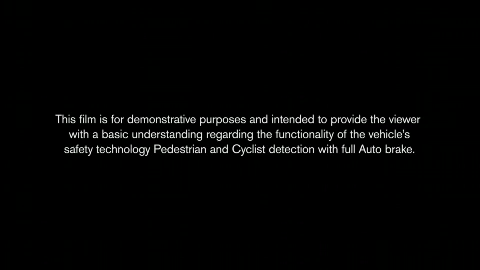 This film is for demonstrative purposes and intended to provide the viewer
with a basic understanding regarding the functionality of the vehicle's
safety technology Pedestrian and Cyclist detection with full Auto brake.